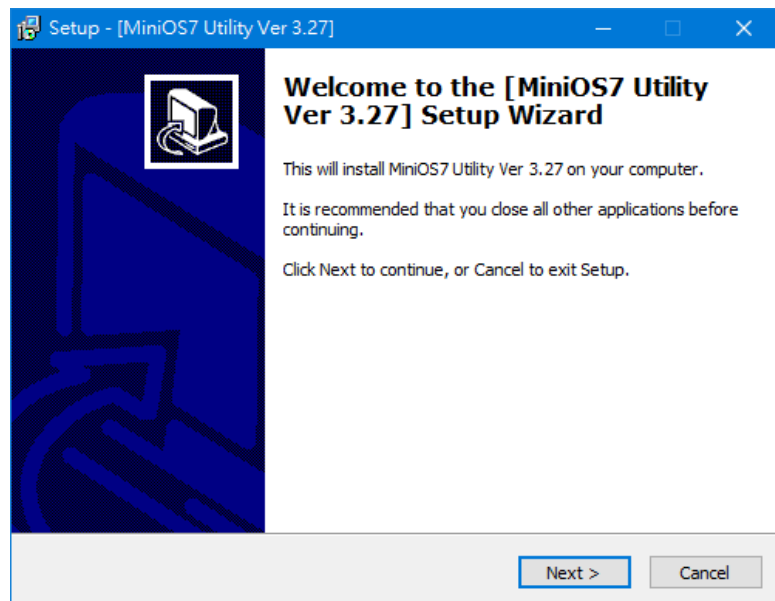 Setup - [MiniOS7 Utility Ver 3.27]
Welcome to the [MiniOS7 Utility
Ver 3.27] Setup Wizard
This will install MiniOS7 Utility Ver 3.27 on your computer.
It is recommended that you close all other applications before
continuing.
Click Next to continue, or Cancel to exit Setup.
Next >
Cancel